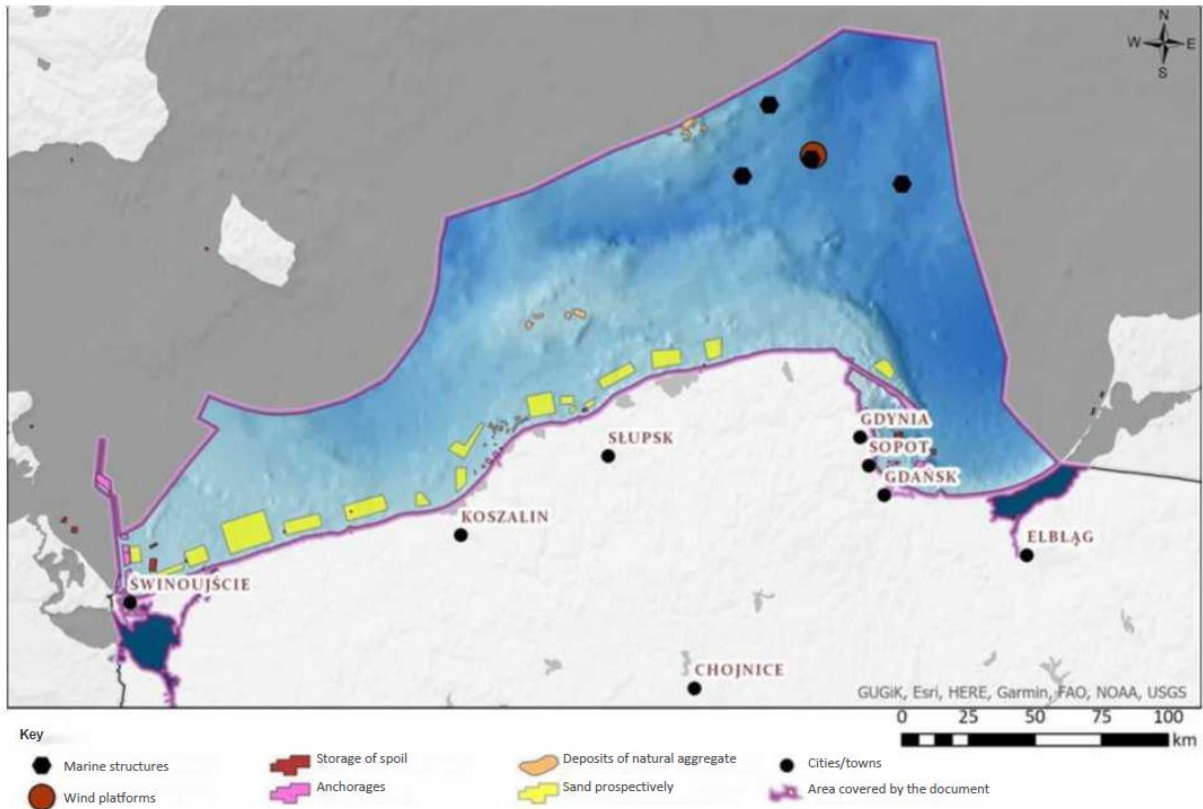 N
W E
S
GDYNIA
SŁUPSK
SOPOT
GDAŃSK
KOSZALIN
ELBLĄG
ŚWINOUJŚCIE
CHOJNICE
GUGiK, Esri, HERE, Garmin, FAO, NOAA, USGS
0 25 50 75 100
km
Key
Marine structures
Storage of spoil
Deposits of natural aggregate
Cities/towns
Wind platforms
Anchorages
Sand prospectively
Area covered by the document